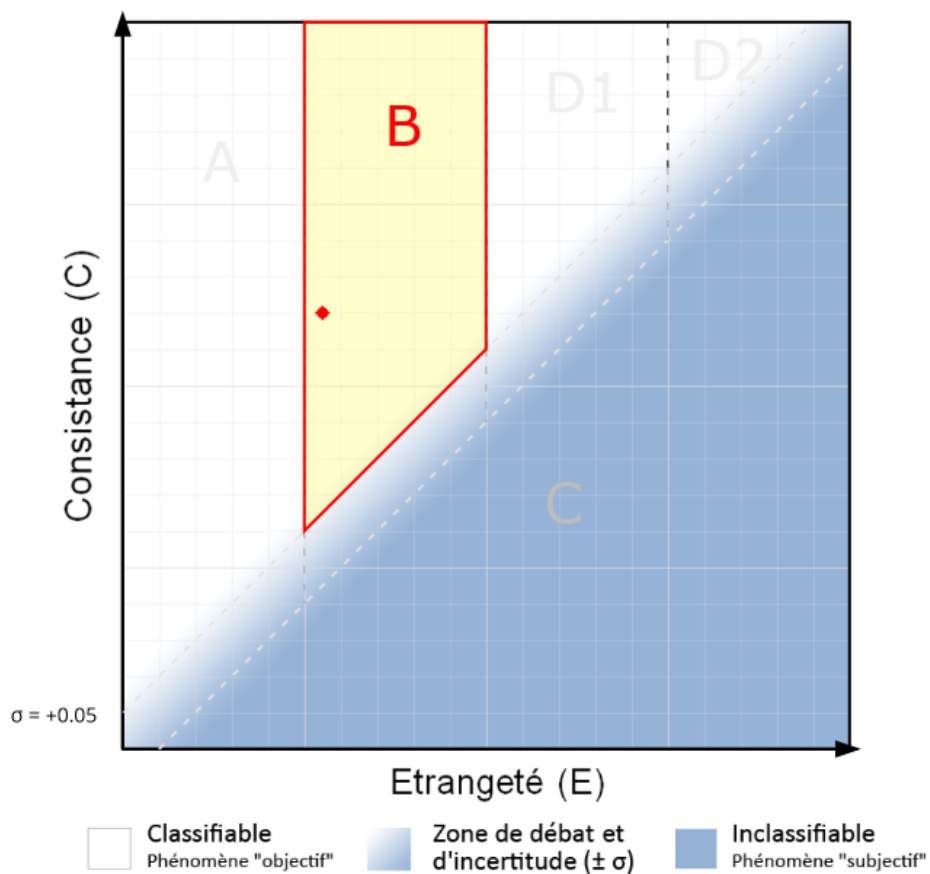 A
B
D1
D2
C
Consistance (C)
σ = +0.05
Etrangeté (E)
Classifiable
Phénomène "objectif"
Zone de débat et
d'incertitude (± σ)
Inclassifiable
Phénomène "subjectif"